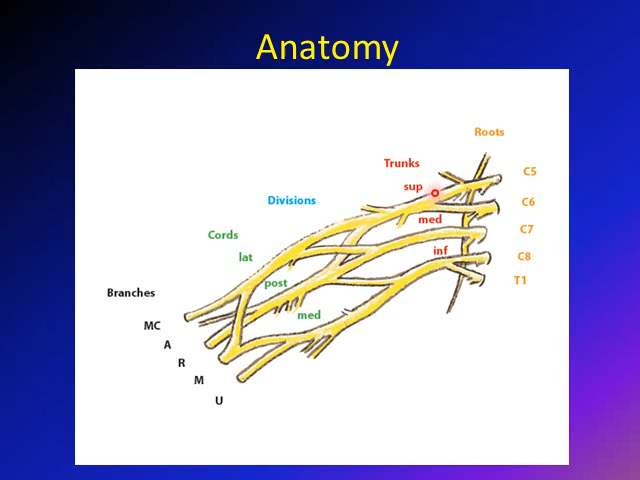 Anatomy
Roots
Trunks
C5
sup
Divisions
C6
med
C7
Cords
inf
lat
C8
post
T1
Branches
med
MC
A
R
M
U